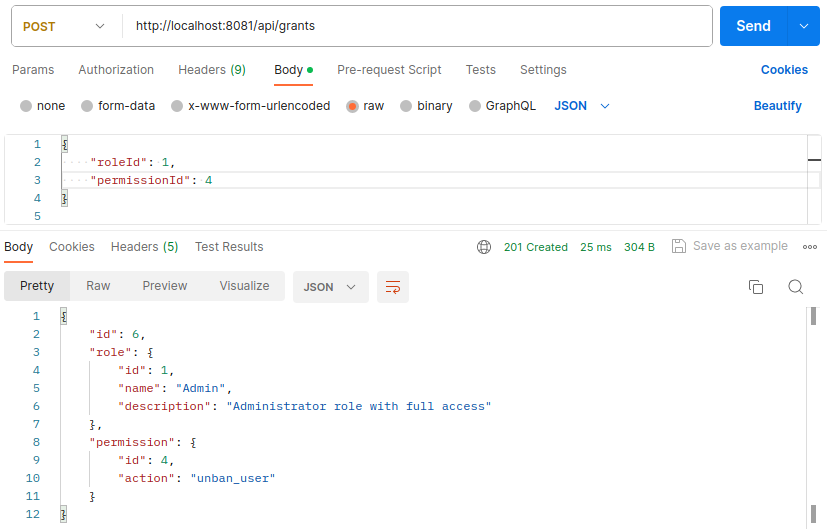 POST http://localhost:8081/api/grants Send
Params Authorization Headers (9) Body Pre-request Script Tests Settings Cookies
none form-data x-www-form-urlencoded raw binary GraphQL JSON Beautify
1 {
2 "roleId": 1,
3 "permissionId": 4
4 }
5
Body Cookies Headers (5) Test Results 201 Created 25 ms 304 B Save as example
Pretty Raw Preview Visualize JSON
1 {
2 "id": 6,
3 "role": {
4 "id": 1,
5 "name": "Admin",
6 "description": "Administrator role with full access"
7 },
8 "permission": {
9 "id": 4,
10 "action": "unban_user"
11 }
12 }